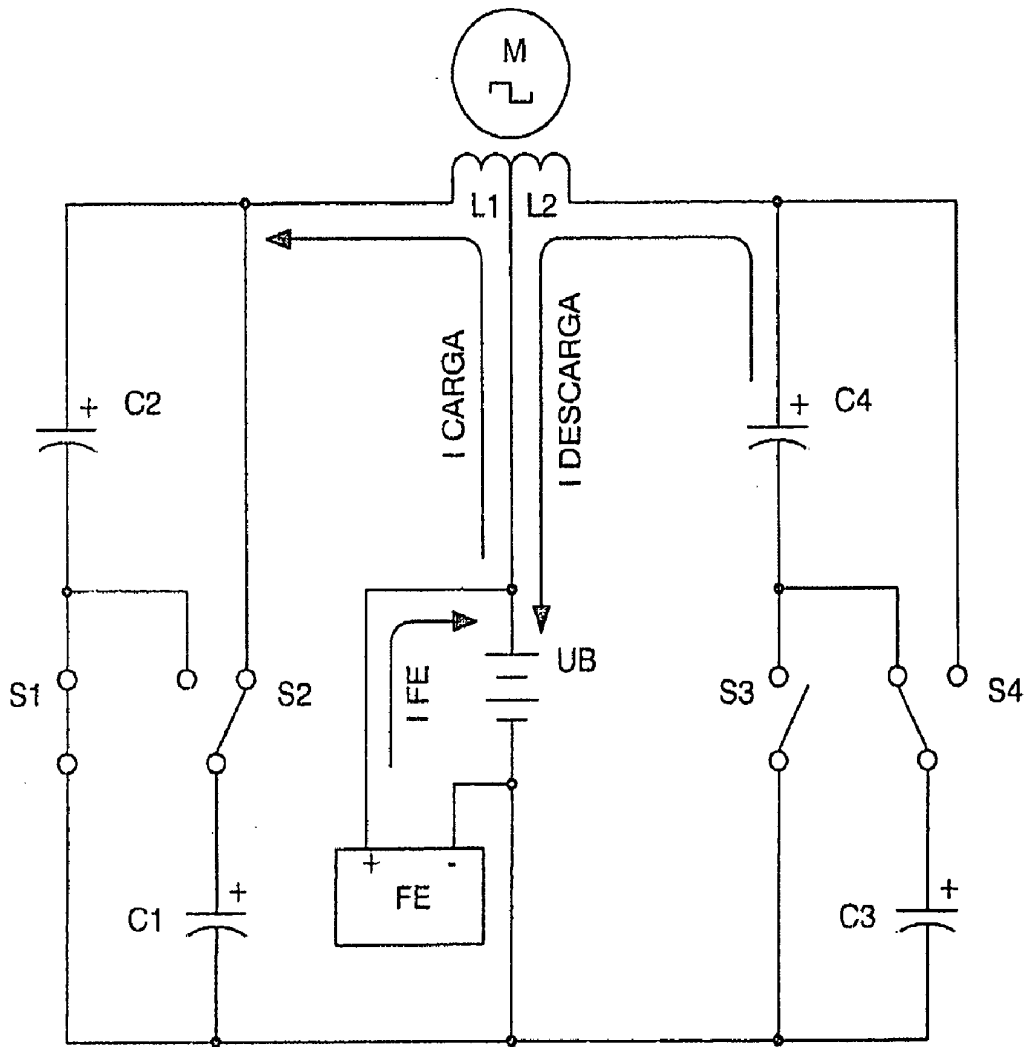 M
L1 L2
I CARGA
I DESCARGA
+ C2
+ C4
UB
I FE
S1
S2
S3
S4
+ -
FE
+
C1
+
C3